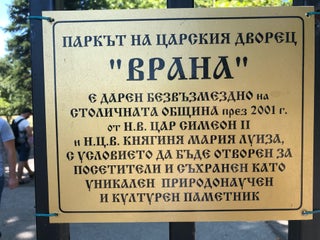 ПАРКЪТ НА ЦАРСКИЯ ДВОРЕЦ
"ВРАНА"
Е ДАРЕН БЕЗВЪЗМЕЗДНО на
СТОЛИЧНАТА ОБЩИНА през 2001 г.
от Н.В. ЦАР СИМЕОН II
и Н.Ц.В. КНЯГИНЯ МАРИЯ ЛУИЗА,
С УСЛОВИЕТО ДА БЪДЕ ОТВОРЕН ЗА
ПОСЕТИТЕЛИ И СЪХРАНЕН КАТО
УНИКАЛЕН ПРИРОДОНАУЧЕН
И КУЛТУРЕН ПАМЕТНИК